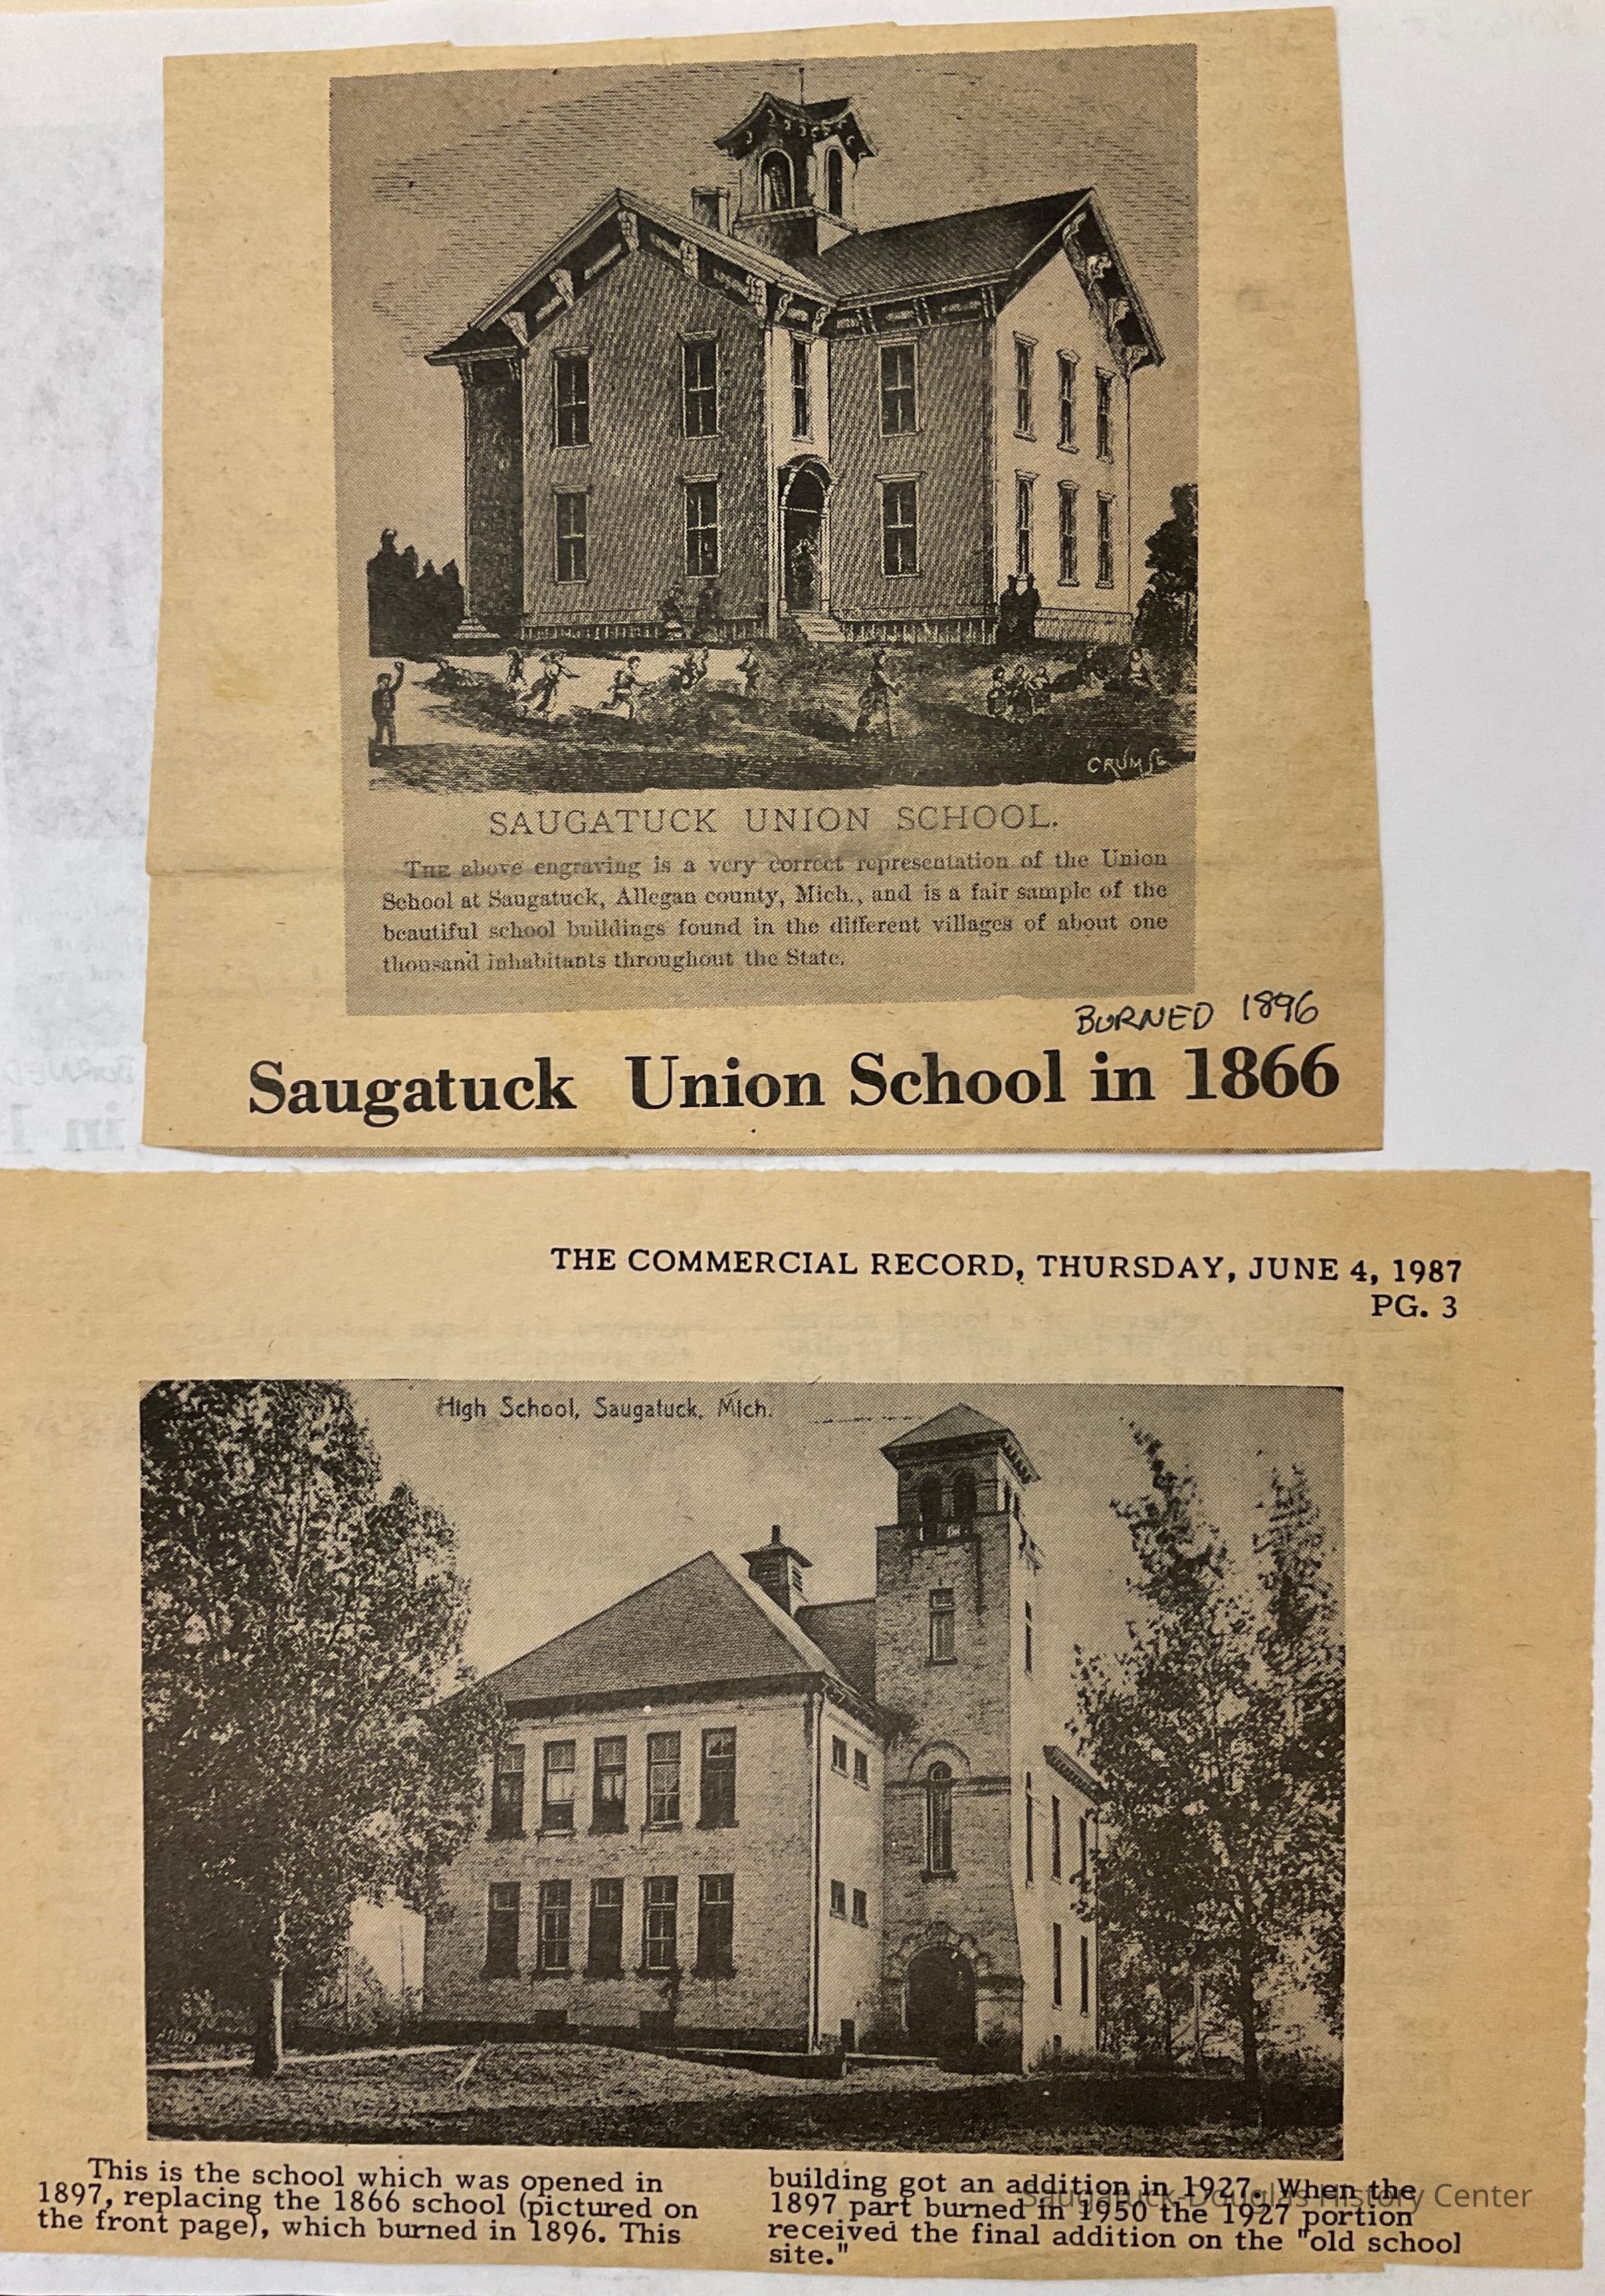 CRUMSE
SAUGATUCK UNION SCHOOL.
THE above engraving is a very correct representation of the Union
School at Saugatuck, Allegan county, Mich., and is a fair sample of the
beautiful school buildings found in the different villages of about one
thousand inhabitants throughout the State.
BURNED 1896
Saugatuck Union School in 1866
THE COMMERCIAL RECORD, THURSDAY, JUNE 4, 1987
PG. 3
High School, Saugatuck, Mich.
This is the school which was opened in
1897, replacing the 1866 school (pictured on
the front page), which burned in 1896. This
building got an addition in 1927. When the
1897 part burned in 1950 the 1927 portion
received the final addition on the "old school
site."
Saugatuck-Douglas History Center